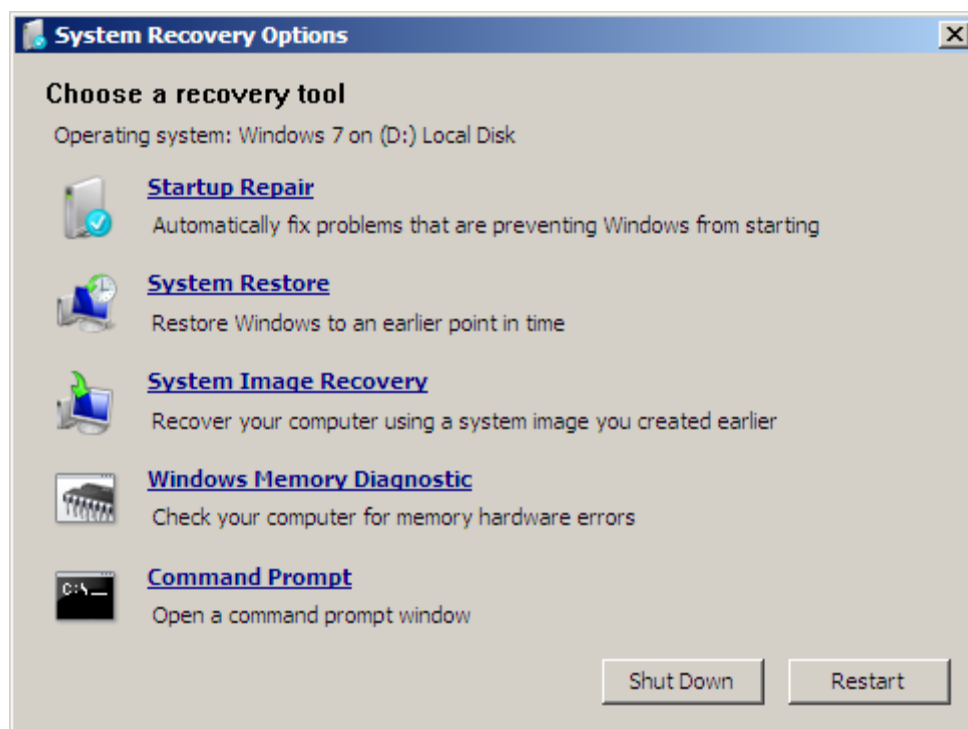 System Recovery Options
Choose a recovery tool
Operating system: Windows 7 on (D:) Local Disk
Startup Repair
Automatically fix problems that are preventing Windows from starting
System Restore
Restore Windows to an earlier point in time
System Image Recovery
Recover your computer using a system image you created earlier
Windows Memory Diagnostic
Check your computer for memory hardware errors
C:\_
Command Prompt
Open a command prompt window
Shut Down Restart